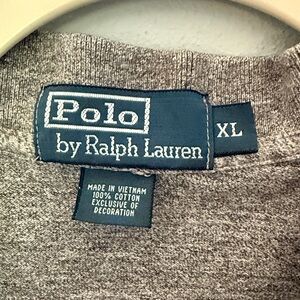 Polo
by Ralph Lauren
XL
MADE IN VIETNAM
100% COTTON
EXCLUSIVE OF
DECORATION